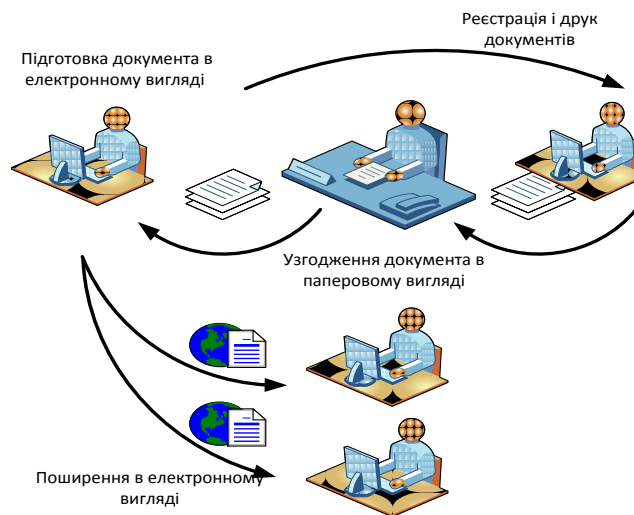 Реєстрація і друк
документів
Підготовка документа в
електронному вигляді
Узгодження документа в
паперовому вигляді
Поширення в електронному
вигляді